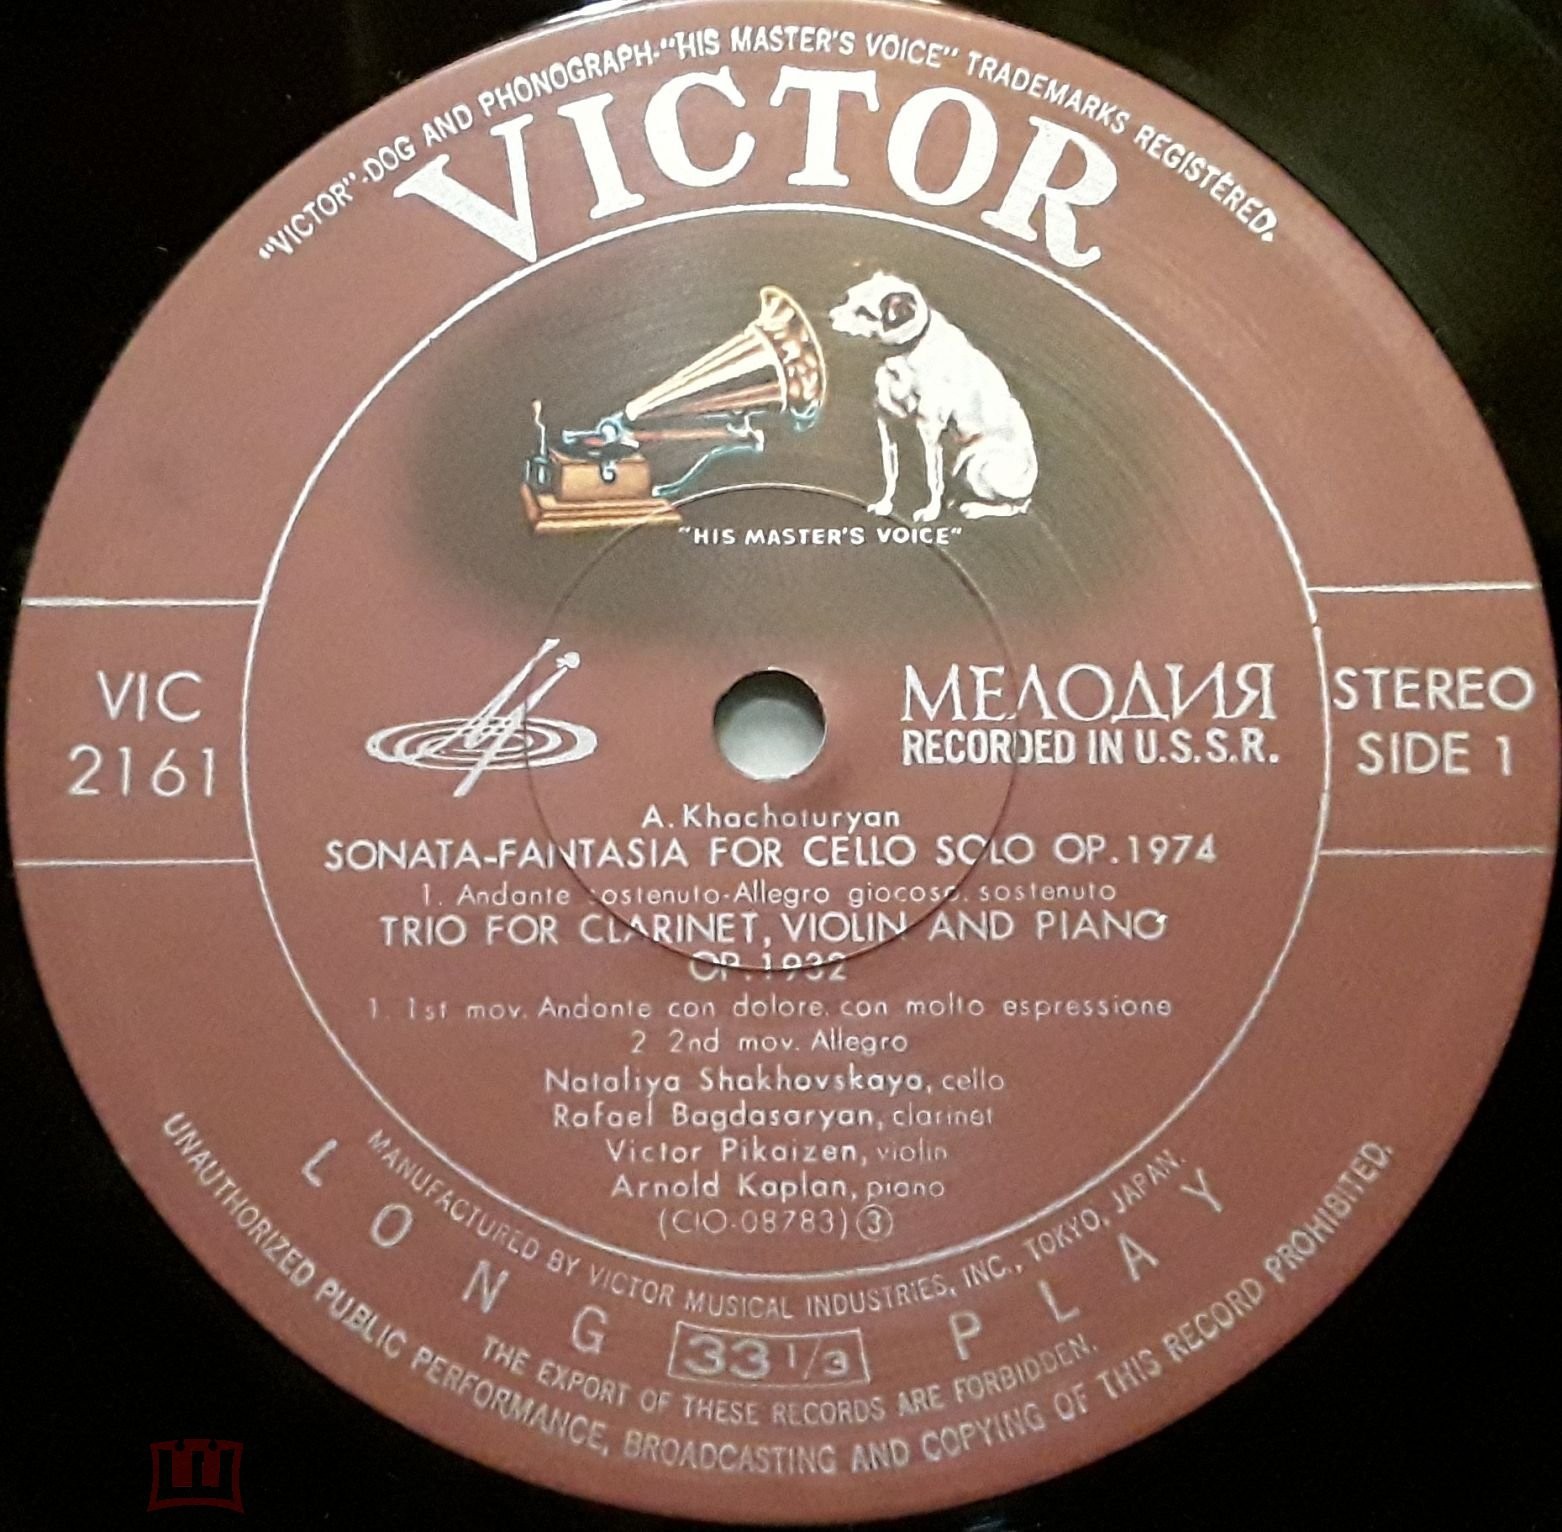 "VICTOR"-DOG AND PHONOGRAPH-"HIS MASTER'S VOICE" TRADEMARKS REGISTERED.
VICTOR
"HIS MASTER'S VOICE"
VIC
2161
МЕЛОДИЯ
RECORDED IN U.S.S.R.
STEREO
SIDE 1
A. Khachaturyan
SONATA-FANTASIA FOR CELLO SOLO OP. 1974
1. Andante sostenuto-Allegro giocoso. sostenuto
TRIO FOR CLARINET, VIOLIN AND PIANO
OP. 1932
1. 1st mov. Andante con dolore. con molto espressione
2 2nd mov. Allegro
Nataliya Shakhovskaya, cello
Rafael Bagdasaryan, clarinet
Victor Pikaizen, violin
Arnold Kaplan, piano
(CIO-08783) ③
MANUFACTURED BY VICTOR MUSICAL INDUSTRIES, INC., TOKYO, JAPAN.
LONG 33 1/3 PLAY
THE EXPORT OF THESE RECORDS ARE FORBIDDEN.
UNAUTHORIZED PUBLIC PERFORMANCE, BROADCASTING AND COPYING OF THIS RECORD PROHIBITED.